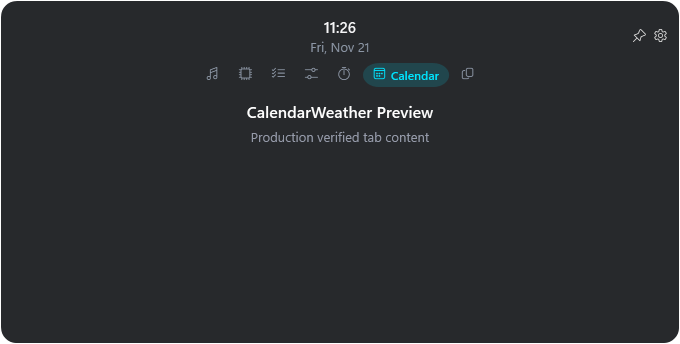 11:26
Fri, Nov 21
Calendar
CalendarWeather Preview
Production verified tab content